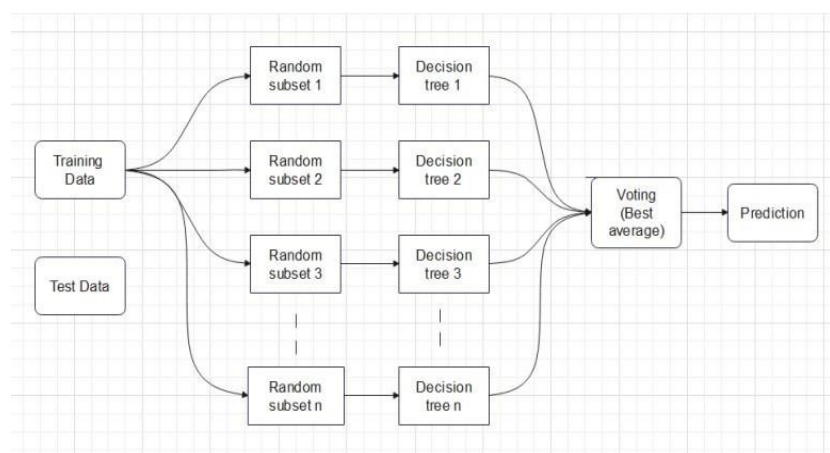 Training
Data
Test Data
Random
subset 1
Decision
tree 1
Random
subset 2
Decision
tree 2
Random
subset 3
Decision
tree 3
Random
subset n
Decision
tree n
Voting
(Best
average)
Prediction